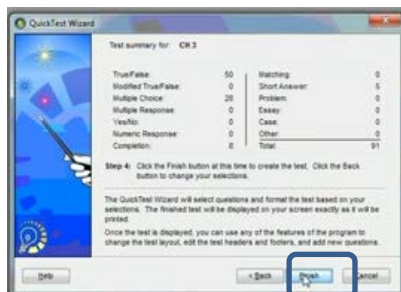 QuickTest Wizard
Test summary for: CH 3
True/False: 50
Modified True/False: 0
Multiple Choice: 28
Multiple Response: 0
Yes/No: 0
Numeric Response: 0
Completion: 8
Matching: 0
Short Answer: 5
Problem: 0
Essay: 0
Case: 0
Other: 0
Total: 91
Step 4: Click the Finish button at this time to create the test. Click the Back
button to change your selections.
The QuickTest Wizard will select questions and format the test based on your
selections. The finished test will be displayed on your screen exactly as it will be
printed.
Once the test is displayed, you can use any of the features of the program to
change the test layout, edit the test headers and footers, and add new questions.
Help
< Back
Finish
Cancel